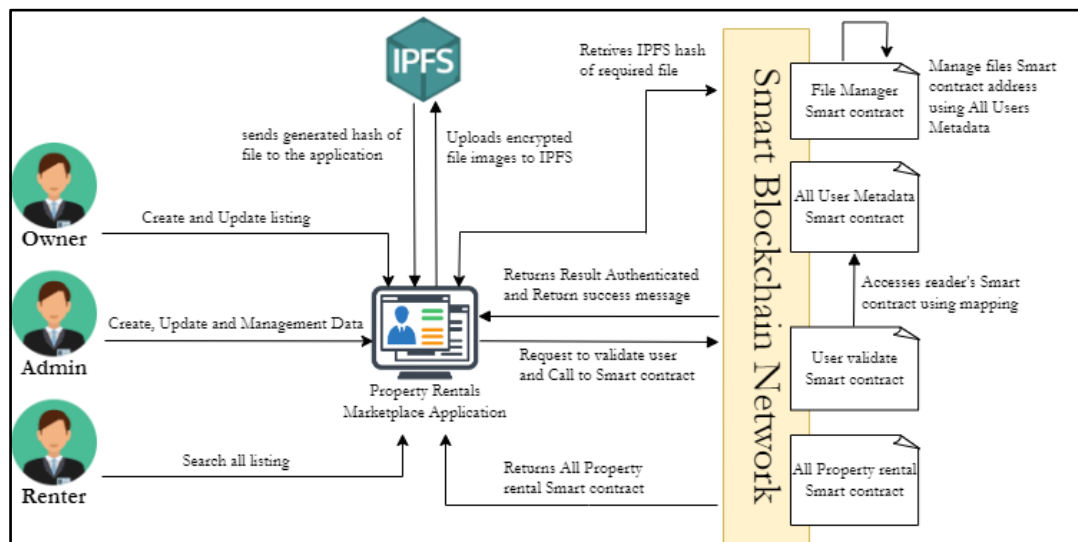 IPFS
Retrives IPFS hash
of required file
sends generated hash of
file to the application
Uploads encrypted
file images to IPFS
Owner
Create and Update listing
Admin
Create, Update and Management Data
Renter
Search all listing
Property Rentals
Marketplace Application
Returns Result Authenticated
and Return success message
Request to validate user
and Call to Smart contract
Returns All Property
rental Smart contract
Smart Blockchain Network
File Manager
Smart contract
Manage files Smart
contract address
using All Users
Metadata
All User Metadata
Smart contract
Accesses reader's Smart
contract using mapping
User validate
Smart contract
All Property rental
Smart contract